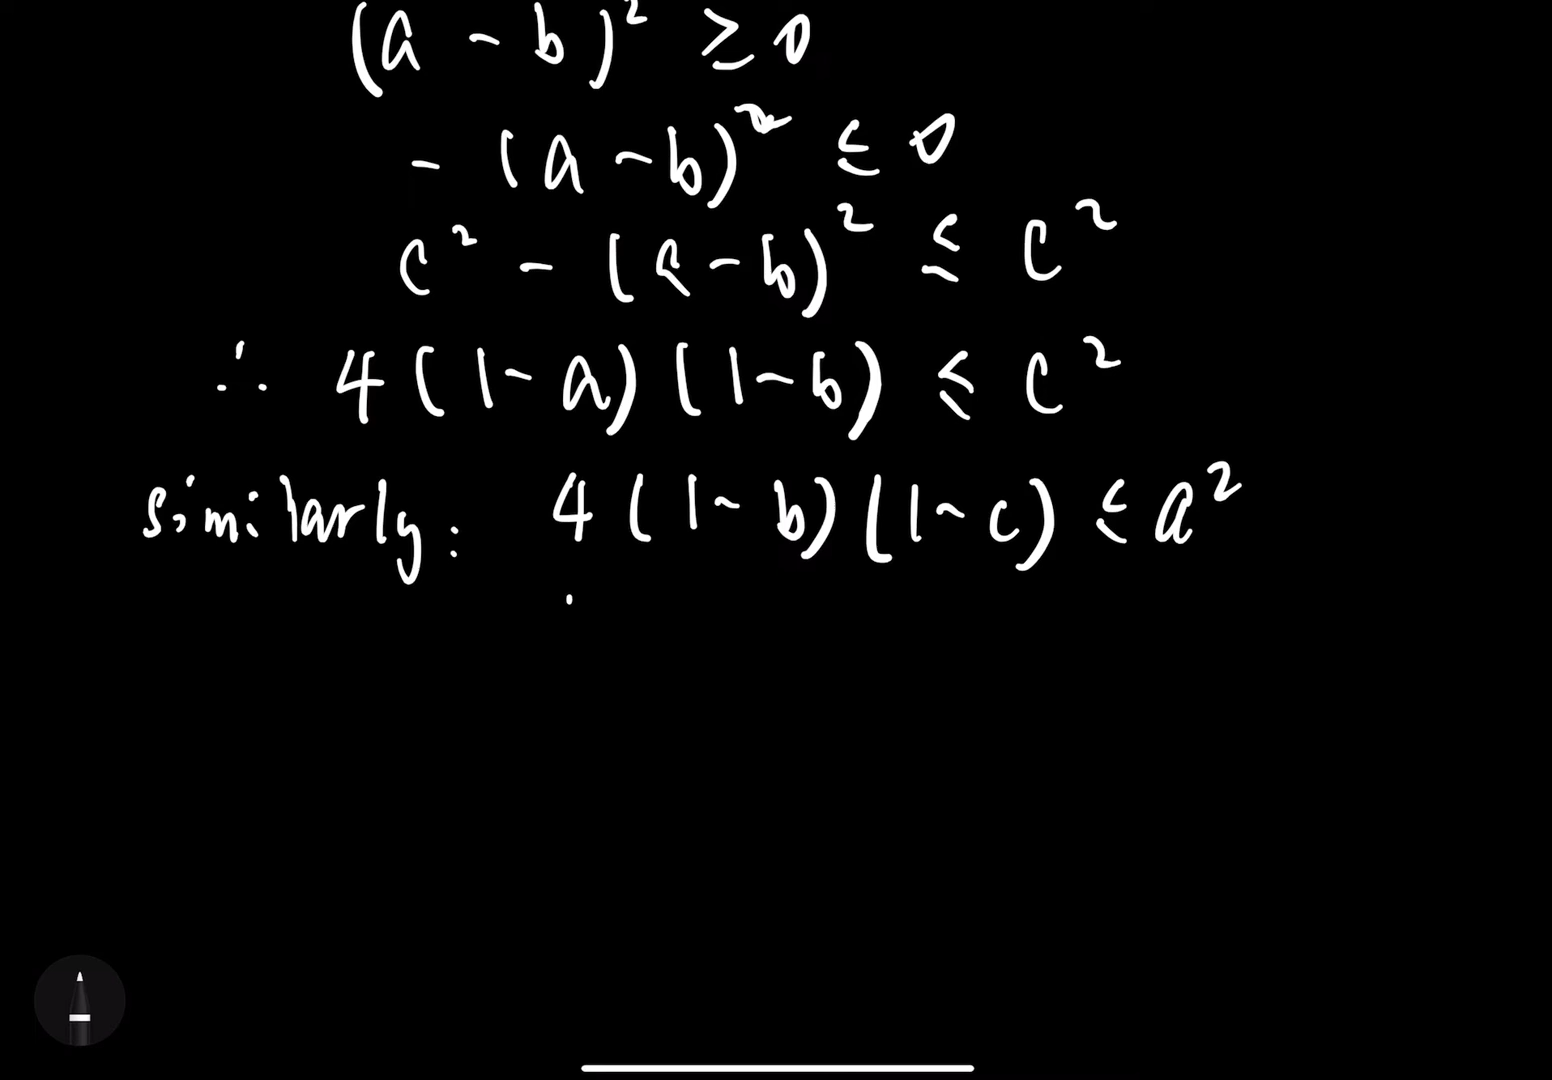 (a - b)² ≥ 0
- (a - b)² ≤ 0
c² - (a - b)² ≤ c²
∴ 4(1 - a)(1 - b) ≤ c²
similarly: 4(1 - b)(1 - c) ≤ a²